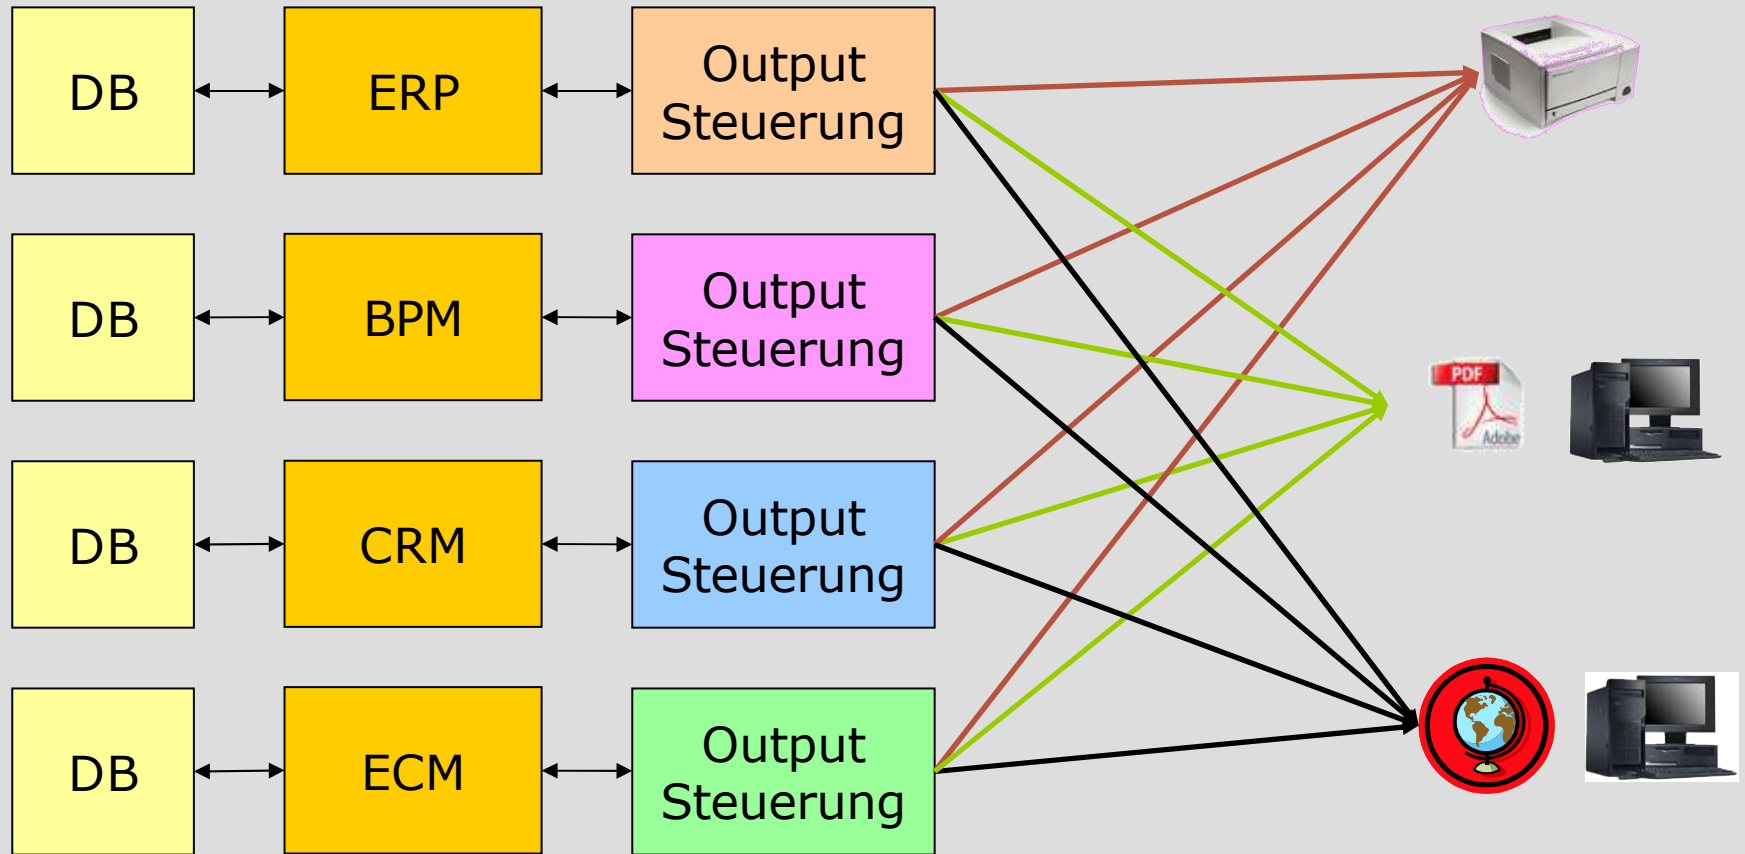 DB
ERP
Output
Steuerung
DB
BPM
Output
Steuerung
PDF
Adobe
DB
CRM
Output
Steuerung
DB
ECM
Output
Steuerung